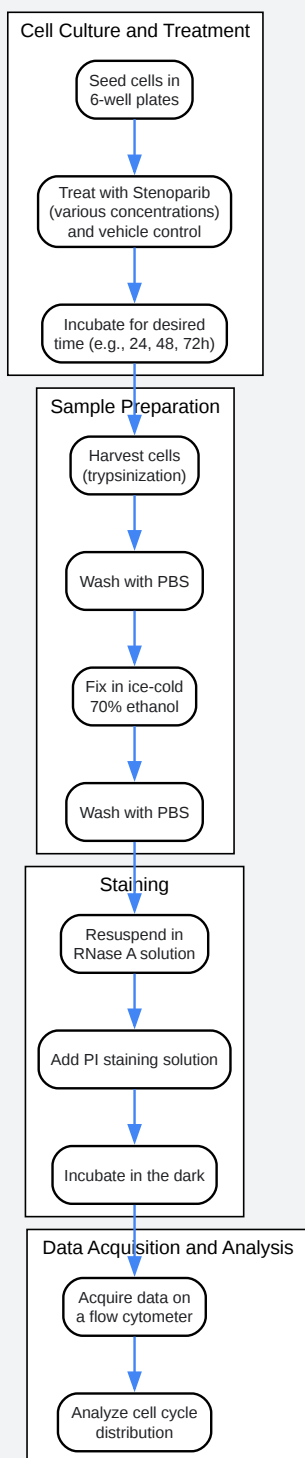 Cell Culture and Treatment
Seed cells in
6-well plates
Treat with Stenoparib
(various concentrations)
and vehicle control
Incubate for desired
time (e.g., 24, 48, 72h)
Sample Preparation
Harvest cells
(trypsinization)
Wash with PBS
Fix in ice-cold
70% ethanol
Wash with PBS
Staining
Resuspend in
RNase A solution
Add PI staining solution
Incubate in the dark
Data Acquisition and Analysis
Acquire data on
a flow cytometer
Analyze cell cycle
distribution